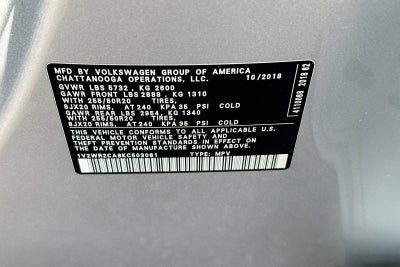 MFD BY VOLKSWAGEN GROUP OF AMERICA
CHATTANOOGA OPERATIONS, LLC. 10/2018
GVWR LBS 5732 , KG 2600
GAWR FRONT LBS 2888 , KG 1310
WITH 255/50R20 TIRES,
8JX20 RIMS, AT 240 KPA 35 PSI COLD
GAWR REAR LBS 2954, KG 1340
WITH 255/50R20 TIRES,
8JX20 RIMS, AT 240 KPA 35 PSI COLD
THIS VEHICLE CONFORMS TO ALL APPLICABLE U.S.
FEDERAL MOTOR VEHICLE SAFETY AND
THEFT PREVENTION STANDARDS IN EFFECT ON
THE DATE OF MANUFACTURE SHOWN ABOVE.
1V2WR2CA9KC503081 TYPE: MPV